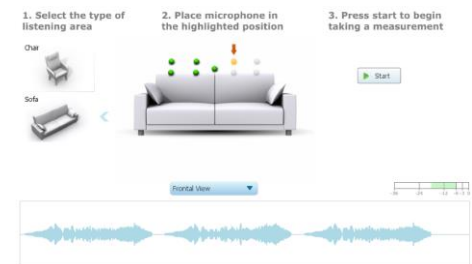 1. Select the type of
listening area
2. Place microphone in
the highlighted position
3. Press start to begin
taking a measurement
Char
Sofa
Start
Frontal View